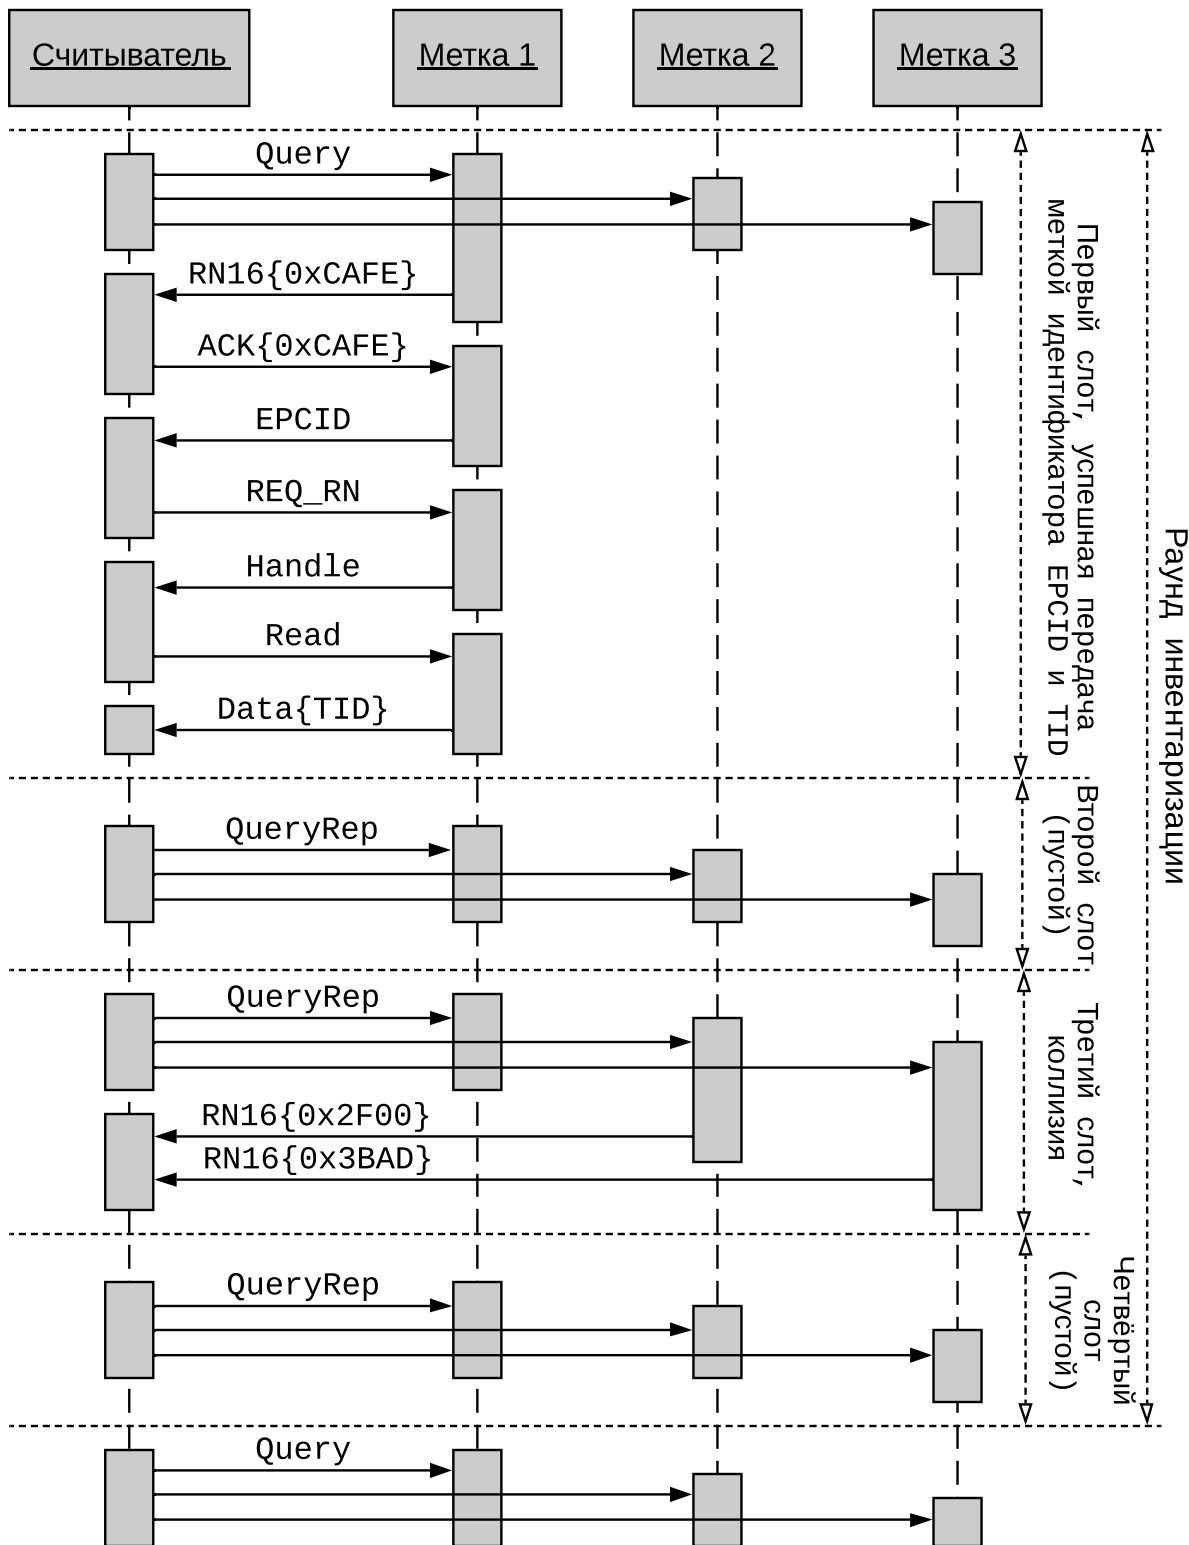 Считыватель
Метка 1
Метка 2
Метка 3
Query
RN16{0xCAFE}
ACK{0xCAFE}
EPCID
REQ_RN
Handle
Read
Data{TID}
Первый слот, успешная передача
меткой идентификатора EPCID и TID
Раунд инвентаризации
QueryRep
Второй слот
(пустой)
QueryRep
RN16{0x2F00}
RN16{0x3BAD}
Третий слот,
коллизия
QueryRep
Четвёртый
слот
(пустой)
Query